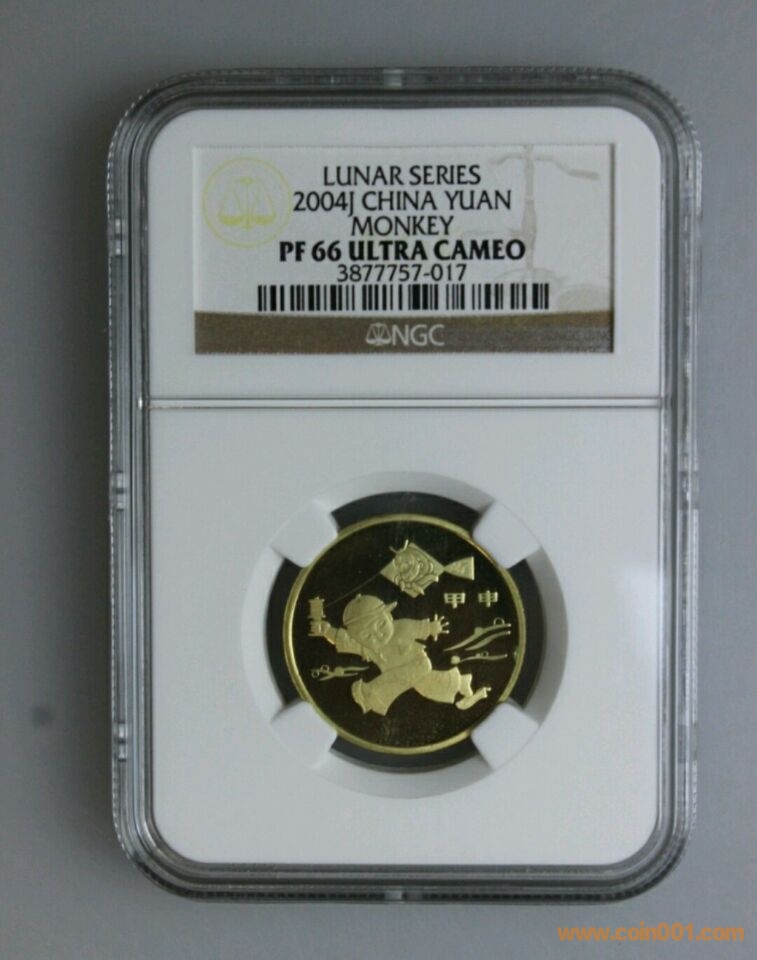 LUNAR SERIES
2004J CHINA YUAN
MONKEY
PF 66 ULTRA CAMEO
3877757-017
NGC
甲申
www.coin001.com